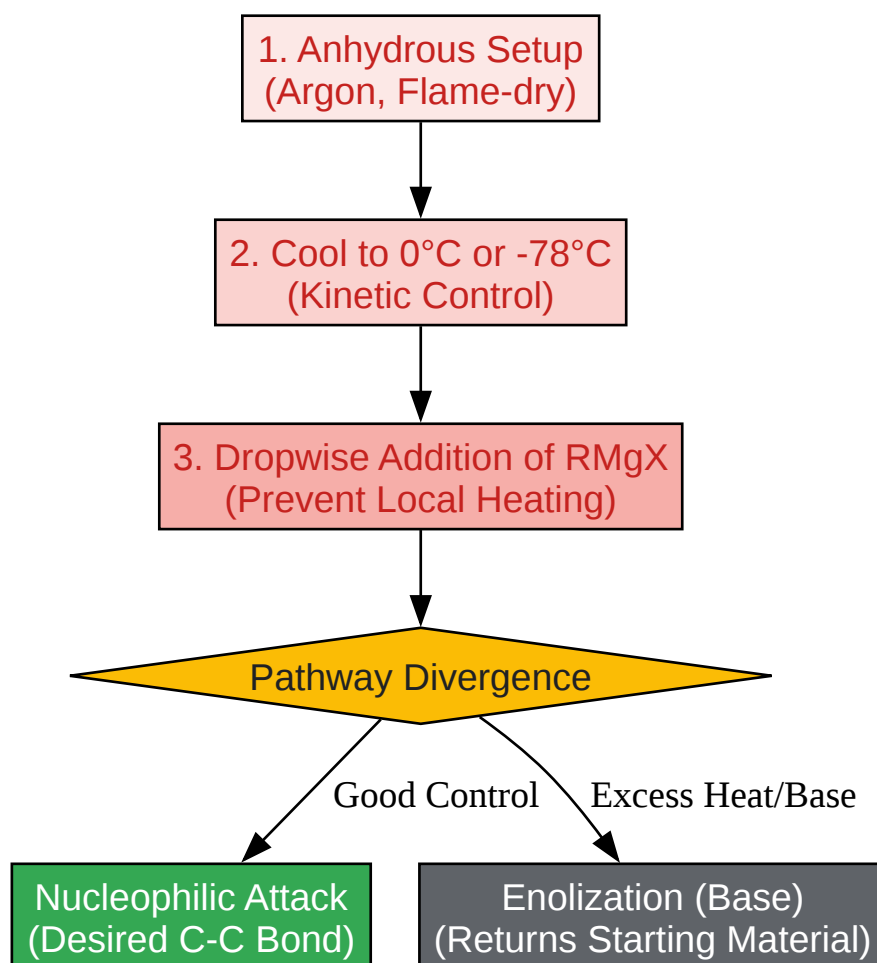 1. Anhydrous Setup
(Argon, Flame-dry)
2. Cool to 0°C or -78°C
(Kinetic Control)
3. Dropwise Addition of RMgX
(Prevent Local Heating)
Pathway Divergence
Good Control
Excess Heat/Base
Nucleophilic Attack
(Desired C-C Bond)
Enolization (Base)
(Returns Starting Material)